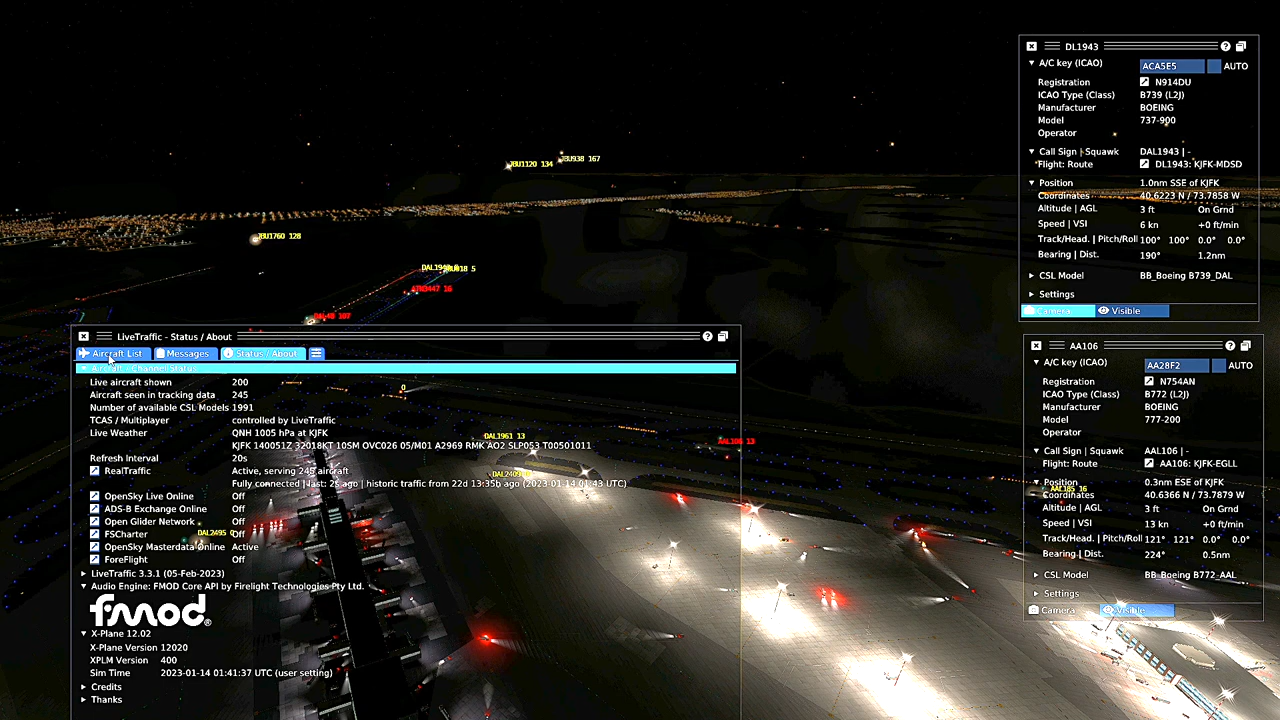 DL1943
A/C key (ICAO) ACA5E5 AUTO
Registration N914DU
ICAO Type (Class) B739 (L2J)
Manufacturer BOEING
Model 737-900
Operator
Call Sign | Squawk DAL1943 | -
Flight: Route DL1943: KJFK-MDSD
Position 1.0nm SSE of KJFK
Coordinates 40.6223 N / 73.7858 W
Altitude | AGL 3 ft On Grnd
Speed | VSI 6 kn +0 ft/min
Track/Head. | Pitch/Roll 100° 100° 0.0° 0.0°
Bearing | Dist. 190° 1.2nm
CSL Model BB_Boeing B739_DAL
Settings
Camera Visible
JBU1120 134
JBU938 167
JBU1760 128
5
16
107
LiveTraffic - Status / About
Aircraft List Messages Status / About
Aircraft / Channel Status
Live aircraft shown 200
Aircraft seen in tracking data 245
Number of available CSL Models 1991
TCAS / Multiplayer controlled by LiveTraffic
Live Weather QNH 1005 hPa at KJFK
KJFK 140051Z 32018KT 10SM OVC026 05/M01 A2969 RMK AO2 SLP053 T00501011
Refresh Interval 20s
RealTraffic Active, serving 245 aircraft
Fully connected | last: 2s ago | historic traffic from 22d 13:35h ago (2023-01-14 01:43 UTC)
OpenSky Live Online Off
ADS-B Exchange Online Off
Open Glider Network Off
FSCharter Off
OpenSky Masterdata Online Active
ForeFlight Off
LiveTraffic 3.3.1 (05-Feb-2023)
Audio Engine: FMOD Core API by Firelight Technologies Pty Ltd.
fmod®
X-Plane 12.02
X-Plane Version 12020
XPLM Version 400
Sim Time 2023-01-14 01:41:37 UTC (user setting)
Credits
Thanks
0
DAL1961 13
DAL2495
AAL106 13
AAL185 16
AA106
A/C key (ICAO) AA28F2 AUTO
Registration N754AN
ICAO Type (Class) B772 (L2J)
Manufacturer BOEING
Model 777-200
Operator
Call Sign | Squawk AAL106 | -
Flight: Route AA106: KJFK-EGLL
Position 0.3nm ESE of KJFK
Coordinates 40.6366 N / 73.7879 W
Altitude | AGL 3 ft On Grnd
Speed | VSI 13 kn +0 ft/min
Track/Head. | Pitch/Roll 121° 121° 0.0° 0.0°
Bearing | Dist. 224° 0.5nm
CSL Model BB_Boeing B772_AAL
Settings
Camera Visible